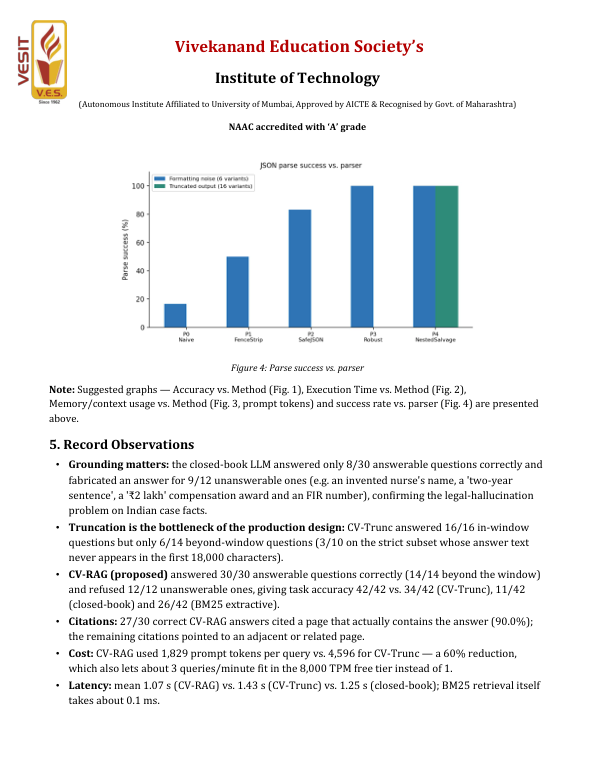 VESIT
V.E.S.
Since 1962
Vivekanand Education Society’s
Institute of Technology
(Autonomous Institute Affiliated to University of Mumbai, Approved by AICTE & Recognised by Govt. of Maharashtra)
NAAC accredited with ‘A’ grade
JSON parse success vs. parser
Formatting noise (6 variants)
Truncated output (16 variants)
Parse success (%)
100
80
60
40
20
0
P0 P1 P2 P3 P4
Naive FenceStrip SafeJSON Robust NestedSalvage
Figure 4: Parse success vs. parser
Note: Suggested graphs — Accuracy vs. Method (Fig. 1), Execution Time vs. Method (Fig. 2),
Memory/context usage vs. Method (Fig. 3, prompt tokens) and success rate vs. parser (Fig. 4) are presented
above.
5. Record Observations
• Grounding matters: the closed-book LLM answered only 8/30 answerable questions correctly and
fabricated an answer for 9/12 unanswerable ones (e.g. an invented nurse's name, a 'two-year
sentence', a '₹2 lakh' compensation award and an FIR number), confirming the legal-hallucination
problem on Indian case facts.
• Truncation is the bottleneck of the production design: CV-Trunc answered 16/16 in-window
questions but only 6/14 beyond-window questions (3/10 on the strict subset whose answer text
never appears in the first 18,000 characters).
• CV-RAG (proposed) answered 30/30 answerable questions correctly (14/14 beyond the window)
and refused 12/12 unanswerable ones, giving task accuracy 42/42 vs. 34/42 (CV-Trunc), 11/42
(closed-book) and 26/42 (BM25 extractive).
• Citations: 27/30 correct CV-RAG answers cited a page that actually contains the answer (90.0%);
the remaining citations pointed to an adjacent or related page.
• Cost: CV-RAG used 1,829 prompt tokens per query vs. 4,596 for CV-Trunc — a 60% reduction,
which also lets about 3 queries/minute fit in the 8,000 TPM free tier instead of 1.
• Latency: mean 1.07 s (CV-RAG) vs. 1.43 s (CV-Trunc) vs. 1.25 s (closed-book); BM25 retrieval itself
takes about 0.1 ms.